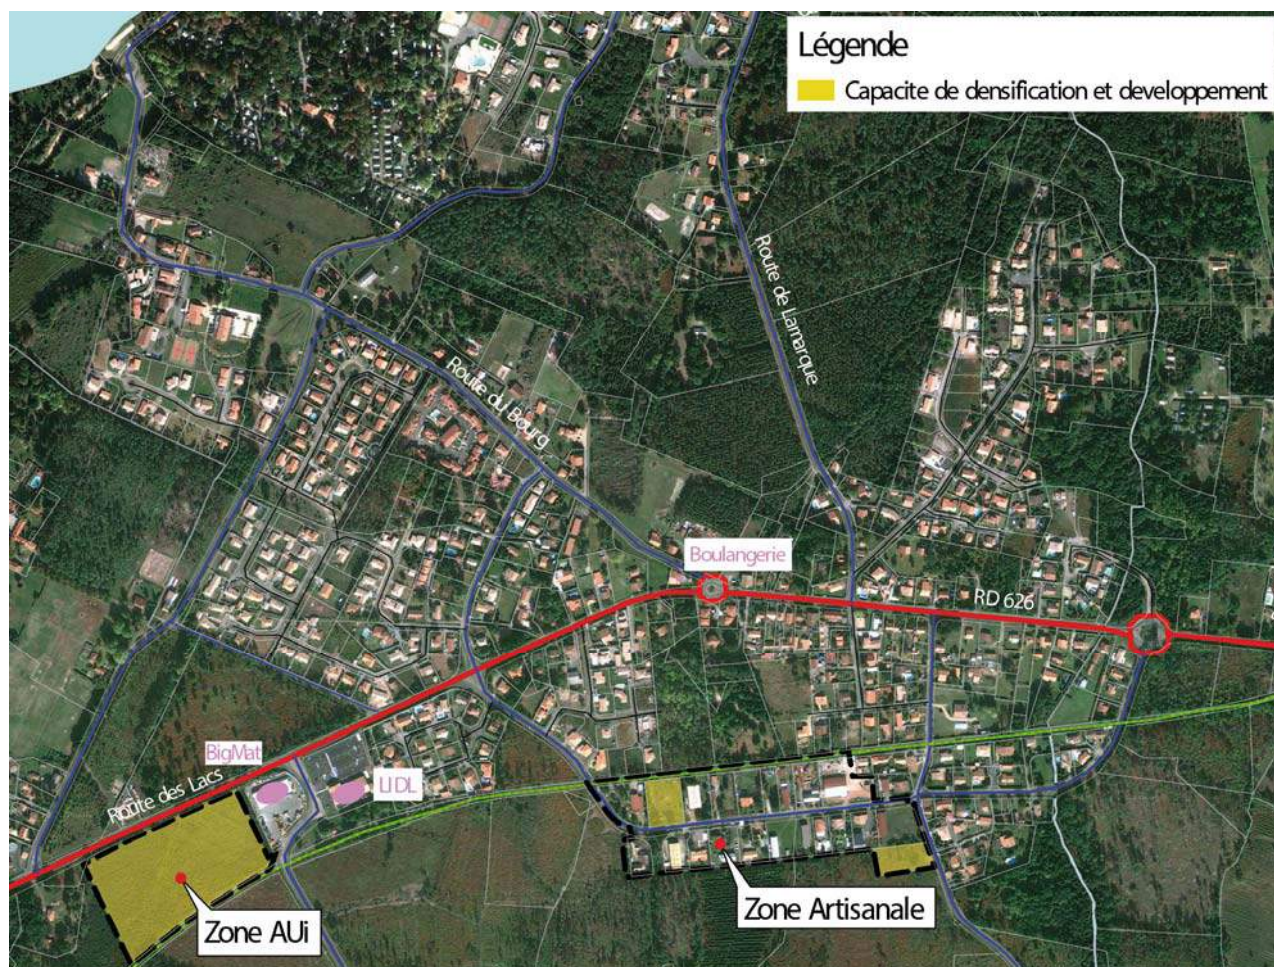 Légende
Capacite de densification et developpement
Route de Lamarque
Route du Bourg
Boulangerie
RD 626
BigMat
LIDL
Route des Lacs
Zone AUi
Zone Artisanale